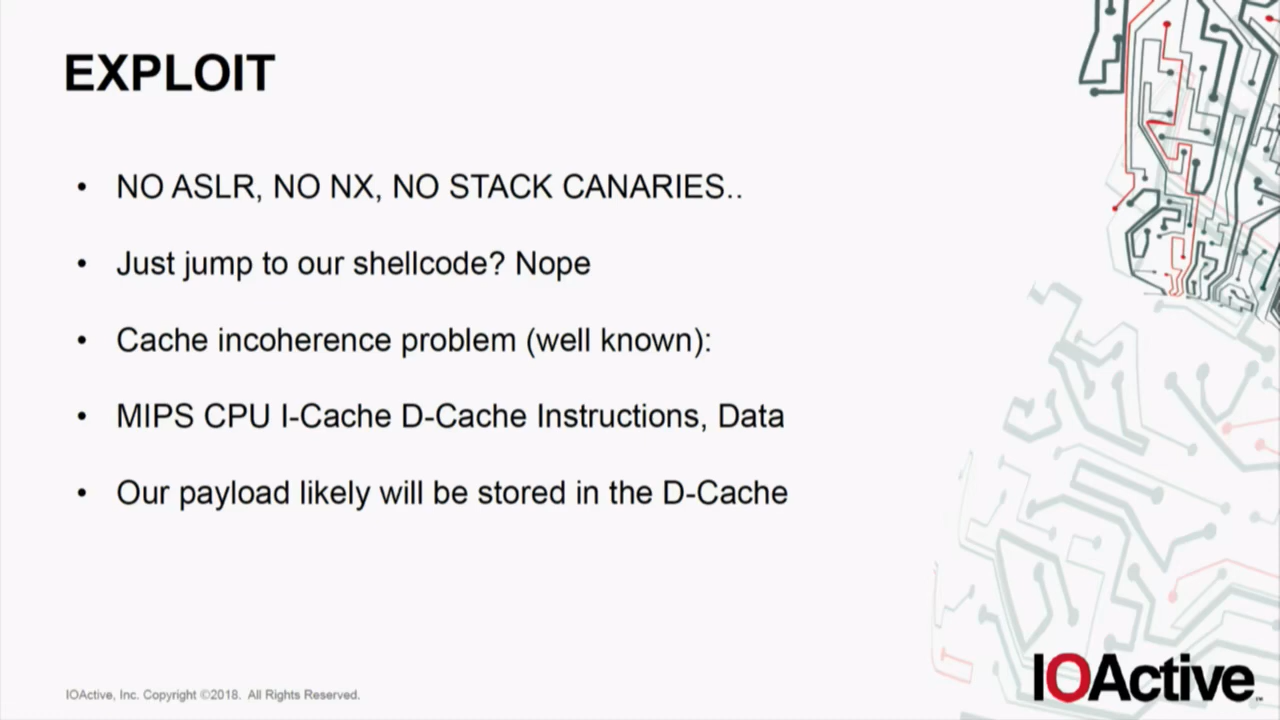 EXPLOIT
• NO ASLR, NO NX, NO STACK CANARIES..
• Just jump to our shellcode? Nope
• Cache incoherence problem (well known):
• MIPS CPU I-Cache D-Cache Instructions, Data
• Our payload likely will be stored in the D-Cache
IOActive, Inc. Copyright ©2018. All Rights Reserved.
IOActive™